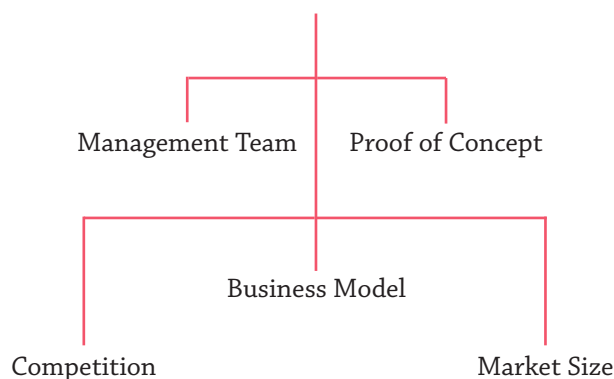 Management Team
Proof of Concept
Business Model
Competition
Market Size